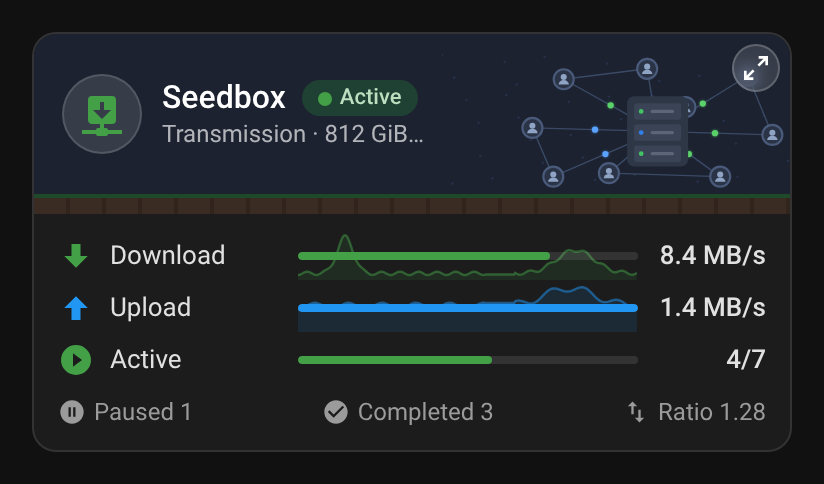 Seedbox
Active
Transmission · 812 GiB…
Download
8.4 MB/s
Upload
1.4 MB/s
Active
4/7
Paused 1
Completed 3
Ratio 1.28